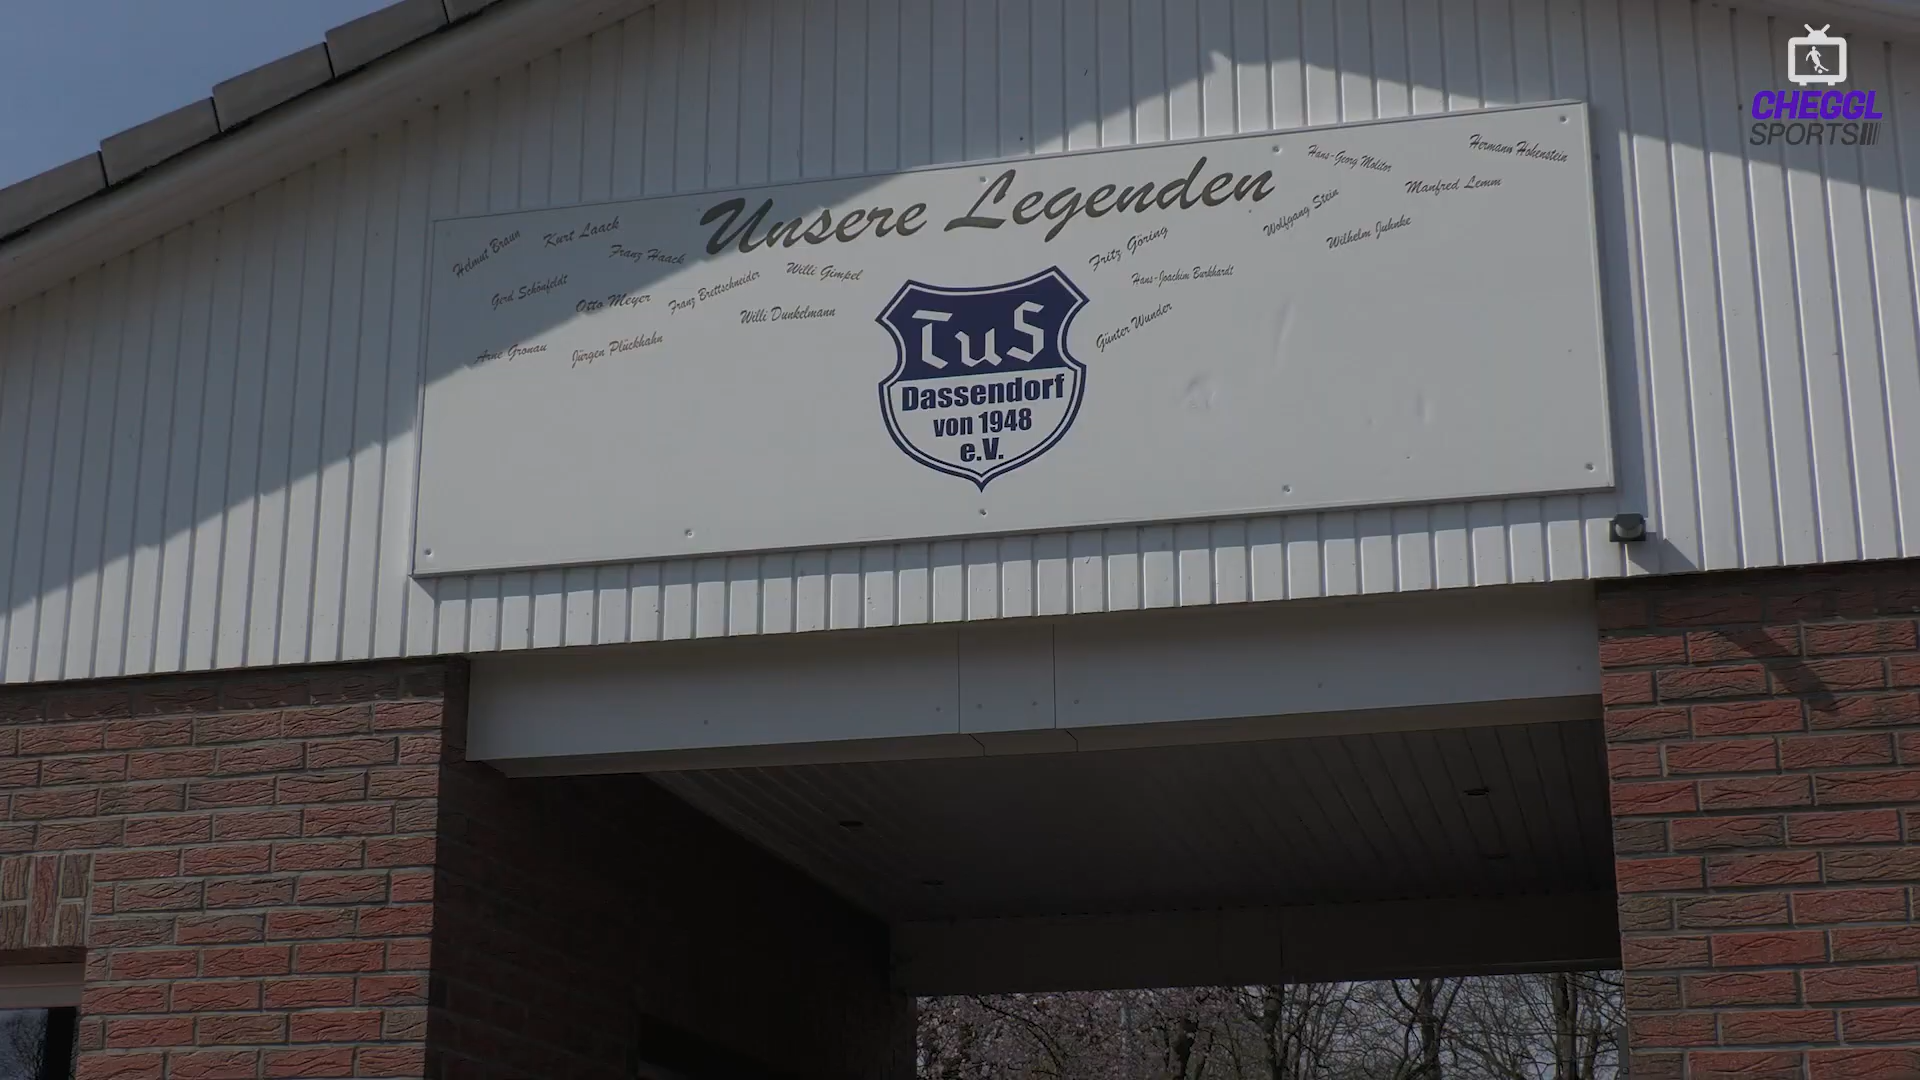 CHEGGL
SPORTS
Unsere Legenden
Helmut Braun
Kurt Laack
Franz Haack
Gerd Schönfeldt
Otto Meyer
Franz Brettschneider
Willi Gimpel
Willi Dunkelmann
Arne Gronau
Jürgen Plückhahn
Fritz Göring
Hans-Joachim Burkhardt
Günter Wunder
Wolfgang Stein
Hans-Georg Molitor
Wilhelm Juhnke
Manfred Lemm
Hermann Hohenstein
TuS
Dassendorf
von 1948
e.V.